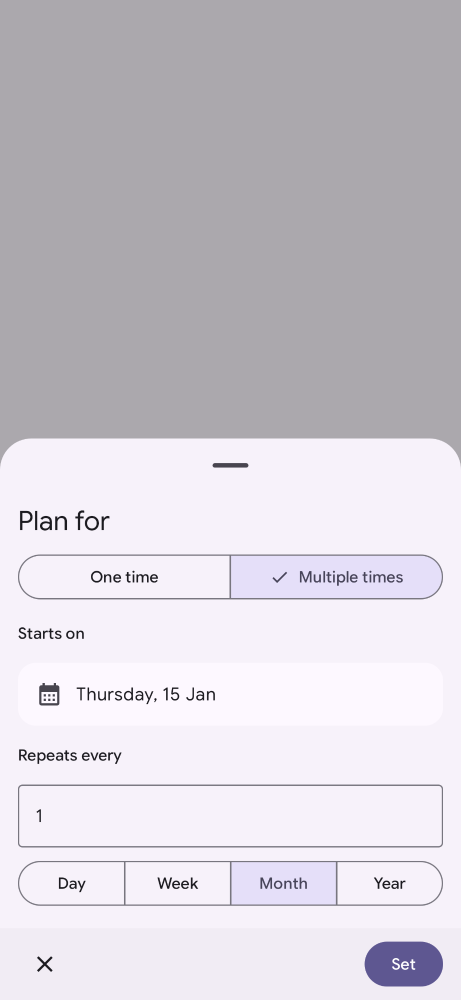 Plan for
One time
Multiple times
Starts on
Thursday, 15 Jan
Repeats every
1
Day
Week
Month
Year
Set